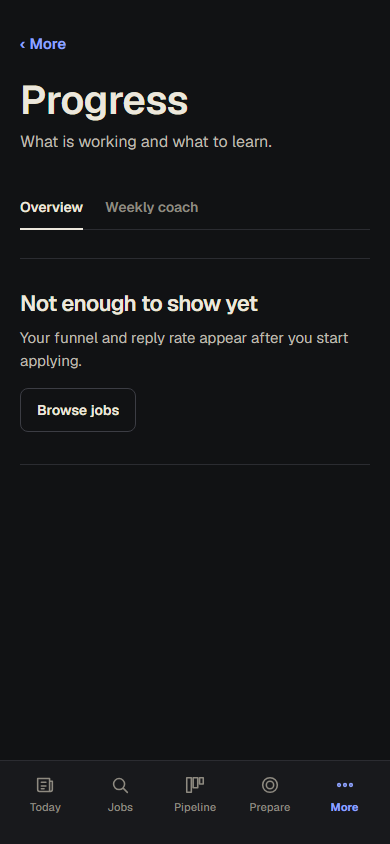 ‹ More
Progress
What is working and what to learn.
Overview Weekly coach
Not enough to show yet
Your funnel and reply rate appear after you start
applying.
Browse jobs
Today Jobs Pipeline Prepare More